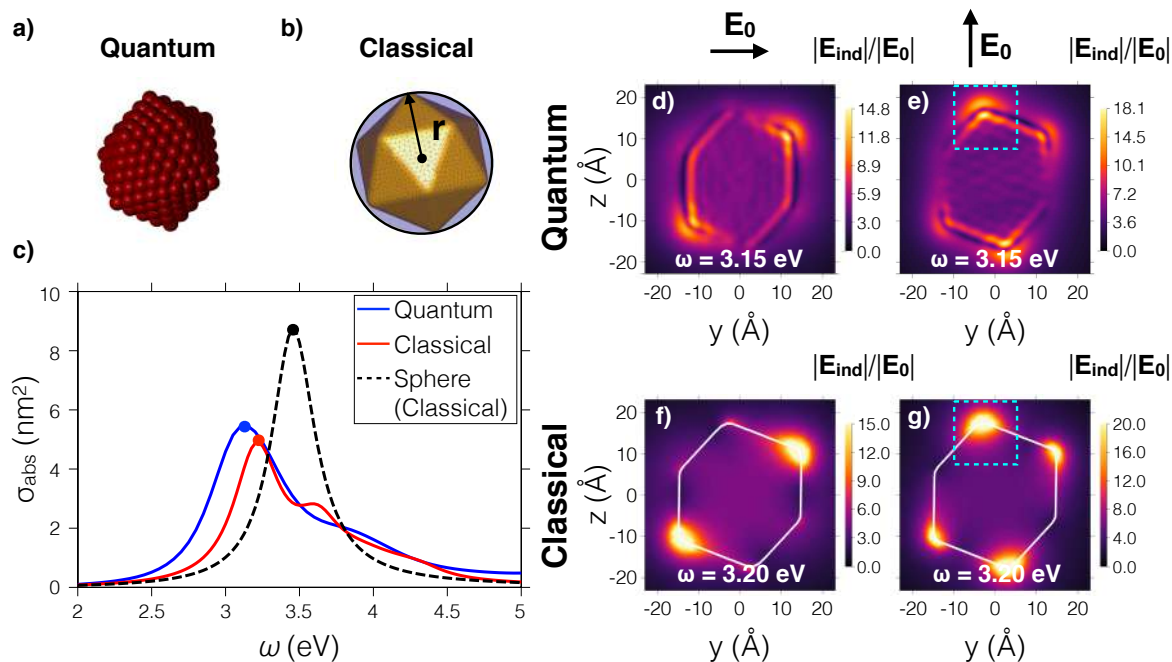 a)
Quantum
b)
Classical
r
c)
10
8
6
4
2
0
σabs (nm²)
2
2.5
3
3.5
4
4.5
5
ω (eV)
Quantum
Classical
Sphere
(Classical)
E₀
|Eind|/|E₀|
E₀
|Eind|/|E₀|
Quantum
d)
20
10
0
-10
-20
z (Å)
ω = 3.15 eV
-20
-10
0
10
20
y (Å)
14.8
11.8
8.9
5.9
3.0
0.0
e)
ω = 3.15 eV
-20
-10
0
10
20
y (Å)
18.1
14.5
10.8
7.2
3.6
0.0
Classical
|Eind|/|E₀|
|Eind|/|E₀|
f)
20
10
0
-10
-20
z (Å)
ω = 3.20 eV
-20
-10
0
10
20
y (Å)
15.0
12.0
9.0
6.0
3.0
0.0
g)
ω = 3.20 eV
-20
-10
0
10
20
y (Å)
20.0
16.0
12.0
8.0
4.0
0.0